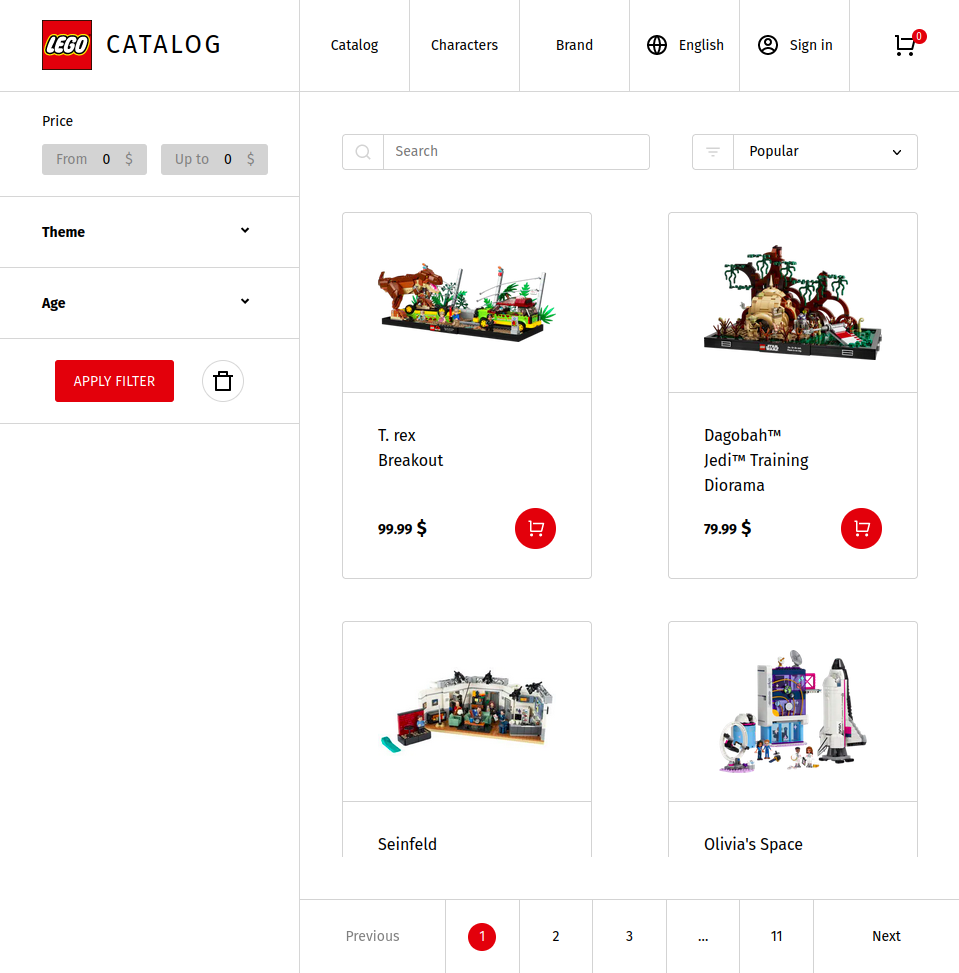 LEGO CATALOG
Catalog
Characters
Brand
English
Sign in
0
Price
From 0 $
Up to 0 $
Theme
Age
APPLY FILTER
Search
Popular
T. rex
Breakout
99.99 $
Dagobah™
Jedi™ Training
Diorama
79.99 $
Seinfeld
Olivia's Space
Previous
1
2
3
...
11
Next